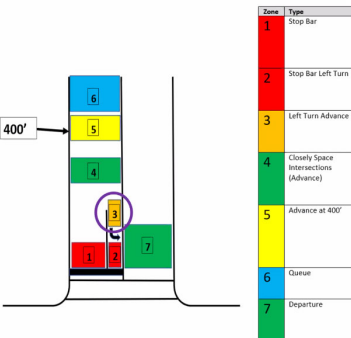 Zone Type
1 Stop Bar
2 Stop Bar Left Turn
3 Left Turn Advance
4 Closely Space
Intersections
(Advance)
5 Advance at 400'
6 Queue
7 Departure
6
400'
5
4
3
7
1 2